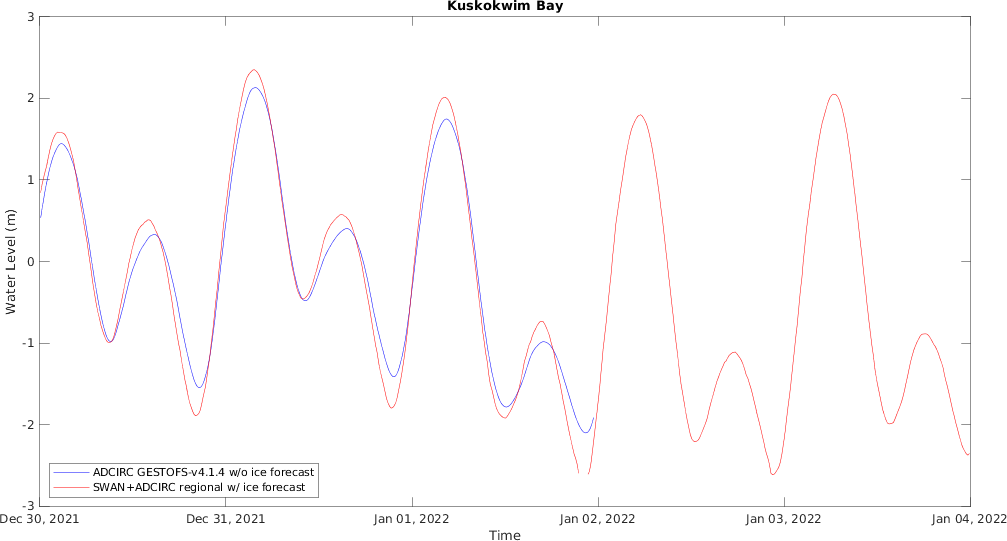 Kuskokwim Bay
3
2
1
0
-1
-2
-3
Water Level (m)
ADCIRC GESTOFS-v4.1.4 w/o ice forecast
SWAN+ADCIRC regional w/ ice forecast
Dec 30, 2021 Dec 31, 2021 Jan 01, 2022 Jan 02, 2022 Jan 03, 2022 Jan 04, 2022
Time